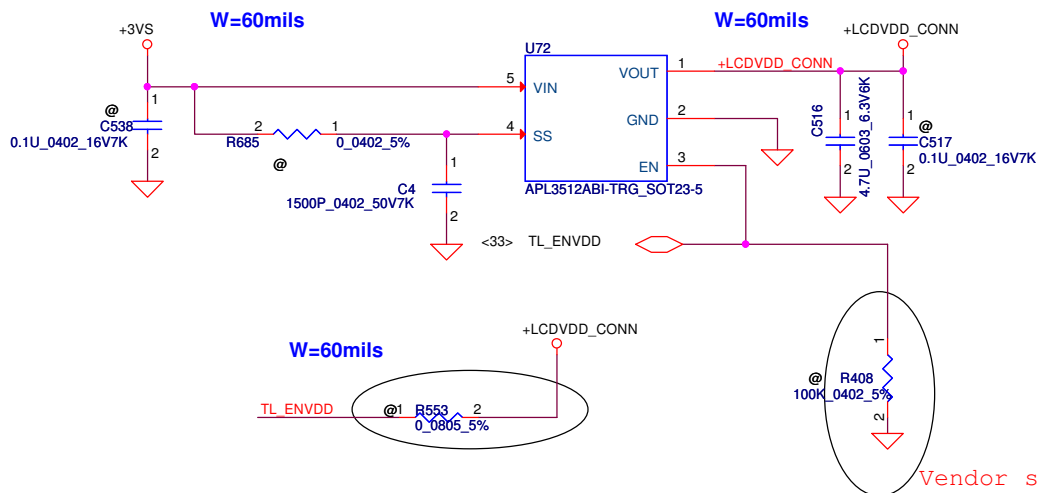 W=60mils
W=60mils
+3VS
+LCDVDD_CONN
U72
VIN
SS
VOUT
GND
EN
5
4
1
2
3
+LCDVDD_CONN
APL3512ABI-TRG_SOT23-5
@
C538
0.1U_0402_16V7K
1
2
2
R685
1
0_0402_5%
@
1
C4
1500P_0402_50V7K
2
1
C516
4.7U_0603_6.3V6K
2
1
@
C517
0.1U_0402_16V7K
2
<33> TL_ENVDD
W=60mils
+LCDVDD_CONN
TL_ENVDD
@
1
R553
2
0_0805_5%
1
@
R408
100K_0402_5%
2
Vendor s